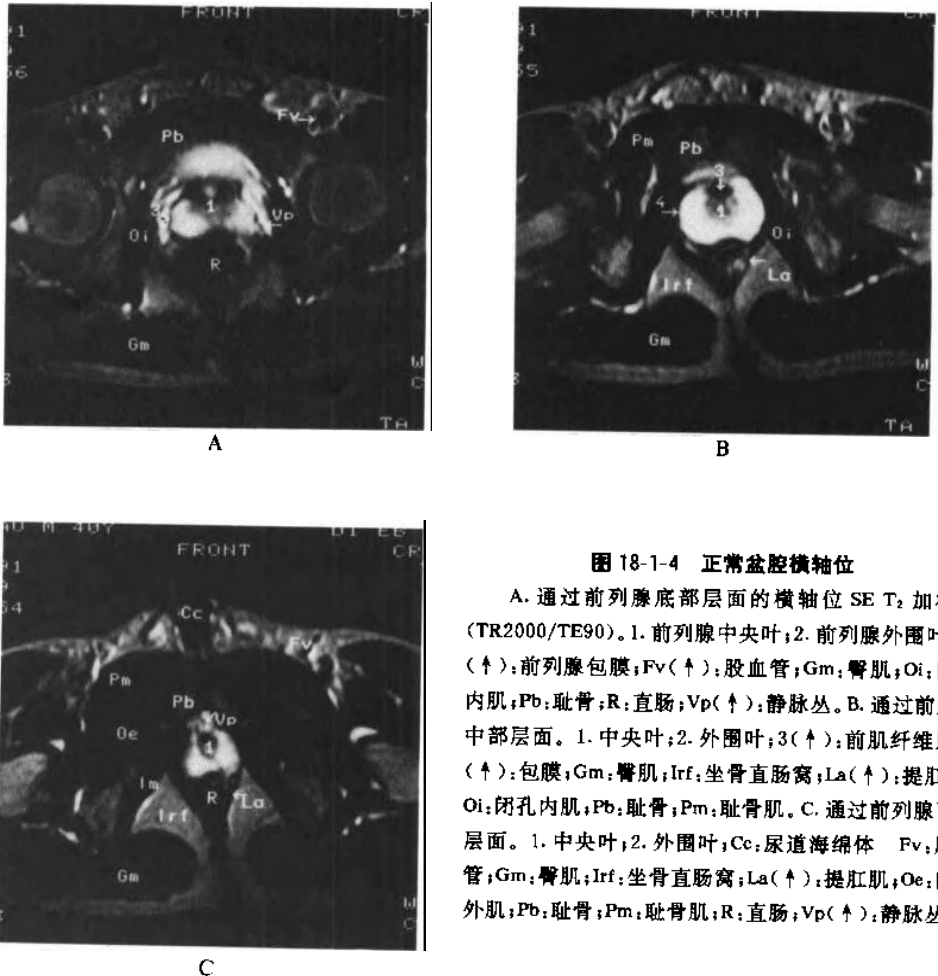 FRONT
Fv
Pb
1
Vp
Oi
R
Gm
TA
A
FRONT
Pm
Pb
3
4
1
Oi
Irf
La
Gm
TA
B
M 40Y
FRONT
CR
Cc
Fv
Pm
Pb
Vp
Oe
1
Im
R
La
Irf
Gm
C
图 18-1-4 正常盆腔横轴位
A. 通过前列腺底部层面的横轴位 SE T₂ 加
(TR2000/TE90)。1. 前列腺中央叶;2. 前列腺外围
(↑):前列腺包膜;Fv(↑):股血管;Gm:臀肌;Oi:
内肌;Pb:耻骨;R:直肠;Vp(↑):静脉丛。B. 通过前
中部层面。1. 中央叶;2. 外围叶;3(↑):前肌纤维
(↑):包膜;Gm:臀肌;Irf:坐骨直肠窝;La(↑):提肛
Oi:闭孔内肌;Pb:耻骨;Pm:耻骨肌。C. 通过前列腺
层面。1. 中央叶;2. 外围叶;Cc:尿道海绵体 Fv:
管;Gm:臀肌;Irf:坐骨直肠窝;La(↑):提肛肌;Oe:
外肌;Pb:耻骨;Pm:耻骨肌;R:直肠;Vp(↑):静脉丛